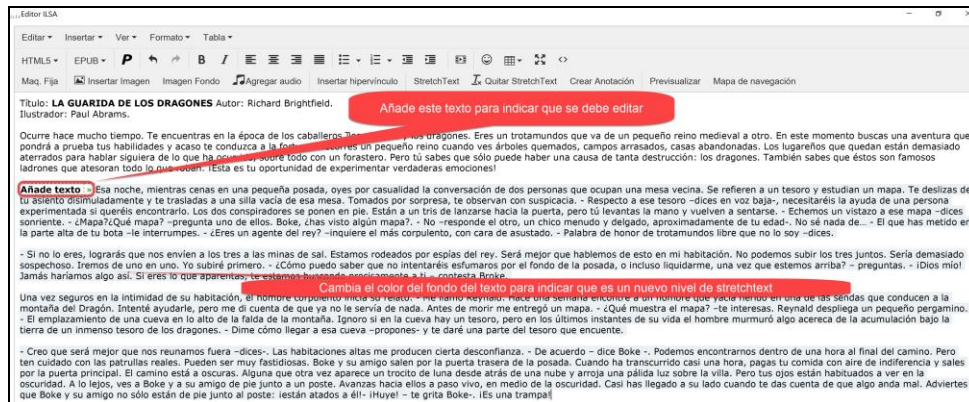 Editor ILSA
Editar Insertar Ver Formato Tabla
HTML5 EPUB P B I
Maq. Fija Insertar Imagen Imagen Fondo Agregar audio Insertar hipervínculo StretchText Quitar StretchText Crear Anotación Previsualizar Mapa de navegación
Título: LA GUARIDA DE LOS DRAGONES Autor: Richard Brightfield.
Ilustrador: Paul Abrams.
Añade este texto para indicar que se debe editar
Ocurre hace mucho tiempo. Te encuentras en la época de los caballeros y los dragones. Eres un trotamundos que va de un pequeño reino medieval a otro. En este momento buscas una aventura que
pondrá a prueba tus habilidades y acaso te conduzca a la un pequeño reino cuando ves árboles quemados, campos arrasados, casas abandonadas. Los lugareños que quedan están demasiado
aterrados para hablar siquiera de lo que ha sobre todo con un forastero. Pero tú sabes que sólo puede haber una causa de tanta destrucción: los dragones. También sabes que éstos son famosos
ladrones que atesoran todo lo que roban. ¡Esta es tu oportunidad de experimentar verdaderas emociones!
Añade texto » Esa noche, mientras cenas en una pequeña posada, oyes por casualidad la conversación de dos personas que ocupan una mesa vecina. Se refieren a un tesoro y estudian un mapa. Te deslizas de
tu asiento disimuladamente y te trasladas a una silla vacía de esa mesa. Tomados por sorpresa, te observan con suspicacia. - Respecto a ese tesoro –dices en voz baja-, necesitaréis la ayuda de una persona
experimentada si queréis encontrarlo. Los dos conspiradores se ponen en pie. Están a un tris de lanzarse hacia la puerta, pero tú levantas la mano y vuelven a sentarse. - Echemos un vistazo a ese mapa –dices
sonriente. - ¿Mapa?¿Qué mapa? –pregunta uno de ellos. Boke, ¿has visto algún mapa?. - No –responde el otro, un chico menudo y delgado, aproximadamente de tu edad-. No sé nada de... - El que has metido en
la parte alta de tu bota –le interrumpes. - ¿Eres un agente del rey? –inquiere el más corpulento, con cara de asustado. - Palabra de honor de trotamundos libre que no lo soy –dices.
- Si no lo eres, lograrás que nos envíen a los tres a las minas de sal. Estamos rodeados por espías del rey. Será mejor que hablemos de esto en mi habitación. No podemos subir los tres juntos. Sería demasiado
sospechoso. Iremos de uno en uno. Yo subiré primero. - ¿Cómo puedo saber que no intentaréis esfumaros por el fondo de la posada, o incluso liquidarme, una vez que estemos arriba? – preguntas. - ¡Dios mío!
Jamás haríamos algo así. Si eres lo que aparentas, te estamos buscando precisamente a ti – contesta Broke.
Cambia el color del fondo del texto para indicar que es un nuevo nivel de stretchtext
Una vez seguros en la intimidad de su habitación, el hombre corpulento inicia su relato. - Me llamo Reynald. Hace una semana encontré a un hombre que yacía herido en una de las sendas que conducen a la
montaña del Dragón. Intenté ayudarle, pero me di cuenta de que ya no le servía de nada. Antes de morir me entregó un mapa. - ¿Qué muestra el mapa? –te interesas. Reynald despliega un pequeño pergamino.
- El emplazamiento de una cueva en lo alto de la falda de la montaña. Ignoro si en la cueva hay un tesoro, pero en los últimos instantes de su vida el hombre murmuró algo acereca de la acumulación bajo la
tierra de un inmenso tesoro de los dragones. - Dime cómo llegar a esa cueva –propones- y te daré una parte del tesoro que encuente.
- Creo que será mejor que nos reunamos fuera –dices-. Las habitaciones altas me producen cierta desconfianza. - De acuerdo – dice Boke -. Podemos encontrarnos dentro de una hora al final del camino. Pero
ten cuidado con las patrullas reales. Pueden ser muy fastidiosas. Boke y su amigo salen por la puerta trasera de la posada. Cuando ha transcurrido casi una hora, pagas tu comida con aire de indiferencia y sales
por la puerta principal. El camino está a oscuras. Alguna que otra vez aparece un trocito de luna desde atrás de una nube y arroja una pálida luz sobre la villa. Pero tus ojos están habituados a ver en la
oscuridad. A lo lejos, ves a Boke y a su amigo de pie junto a un poste. Avanzas hacia ellos a paso vivo, en medio de la oscuridad. Casi has llegado a su lado cuando te das cuenta de que algo anda mal. Adviertes
que Boke y su amigo no sólo están de pie junto al poste: ¡están atados a él!- ¡Huye! – te grita Boke-. ¡Es una trampa!